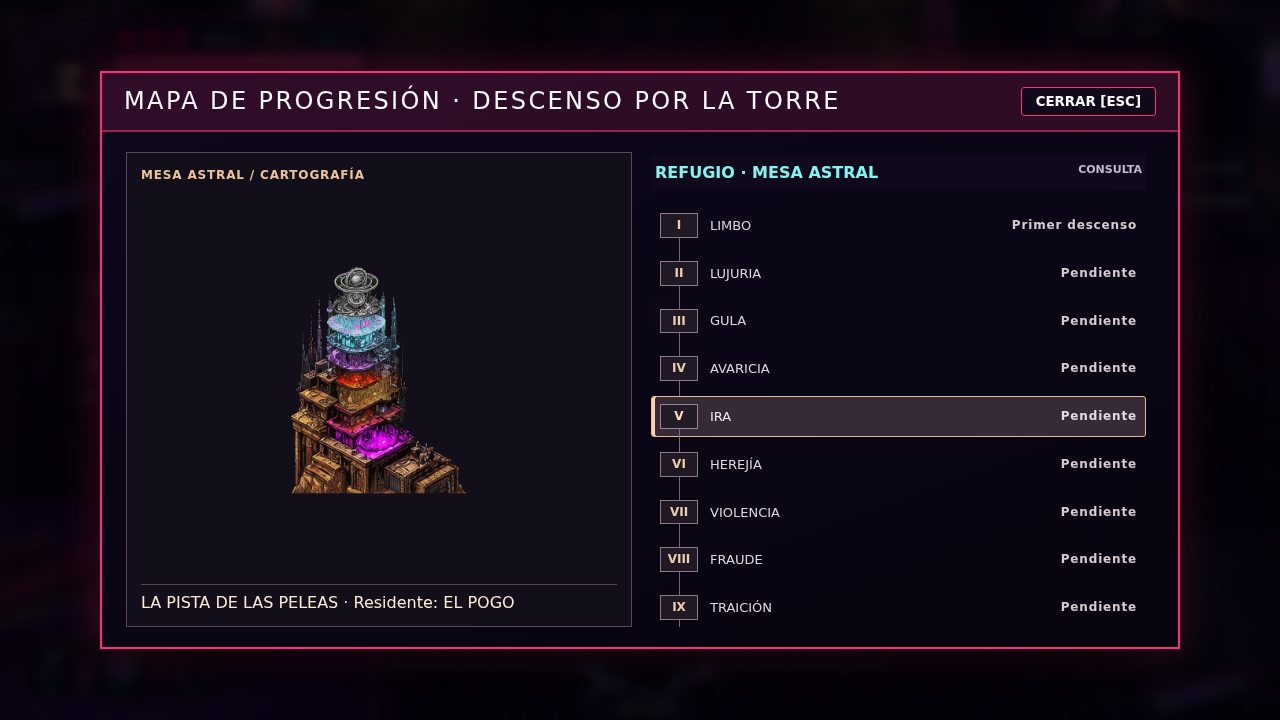 MAPA DE PROGRESIÓN · DESCENSO POR LA TORRE
CERRAR [ESC]
MESA ASTRAL / CARTOGRAFÍA
LA PISTA DE LAS PELEAS · Residente: EL POGO
REFUGIO · MESA ASTRAL
CONSULTA
I LIMBO Primer descenso
II LUJURIA Pendiente
III GULA Pendiente
IV AVARICIA Pendiente
V IRA Pendiente
VI HEREJÍA Pendiente
VII VIOLENCIA Pendiente
VIII FRAUDE Pendiente
IX TRAICIÓN Pendiente